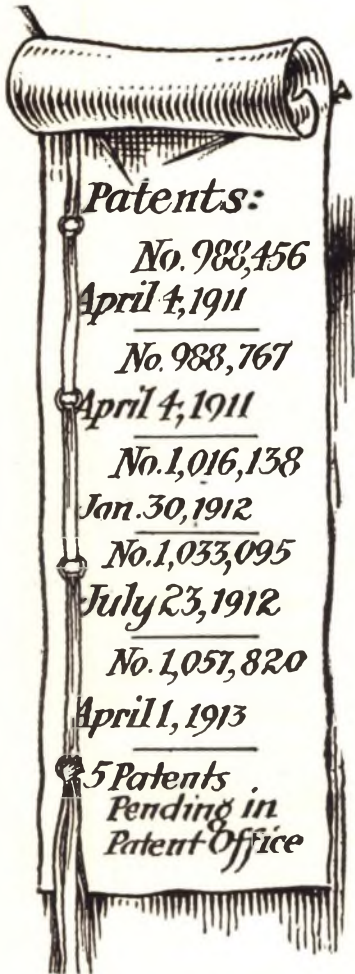 Patents:
No. 988,456
April 4, 1911
No. 988,767
April 4, 1911
No. 1,016,138
Jan. 30, 1912
No. 1,033,095
July 23, 1912
No. 1,057,820
April 1, 1913
5 Patents
Pending in
Patent Office